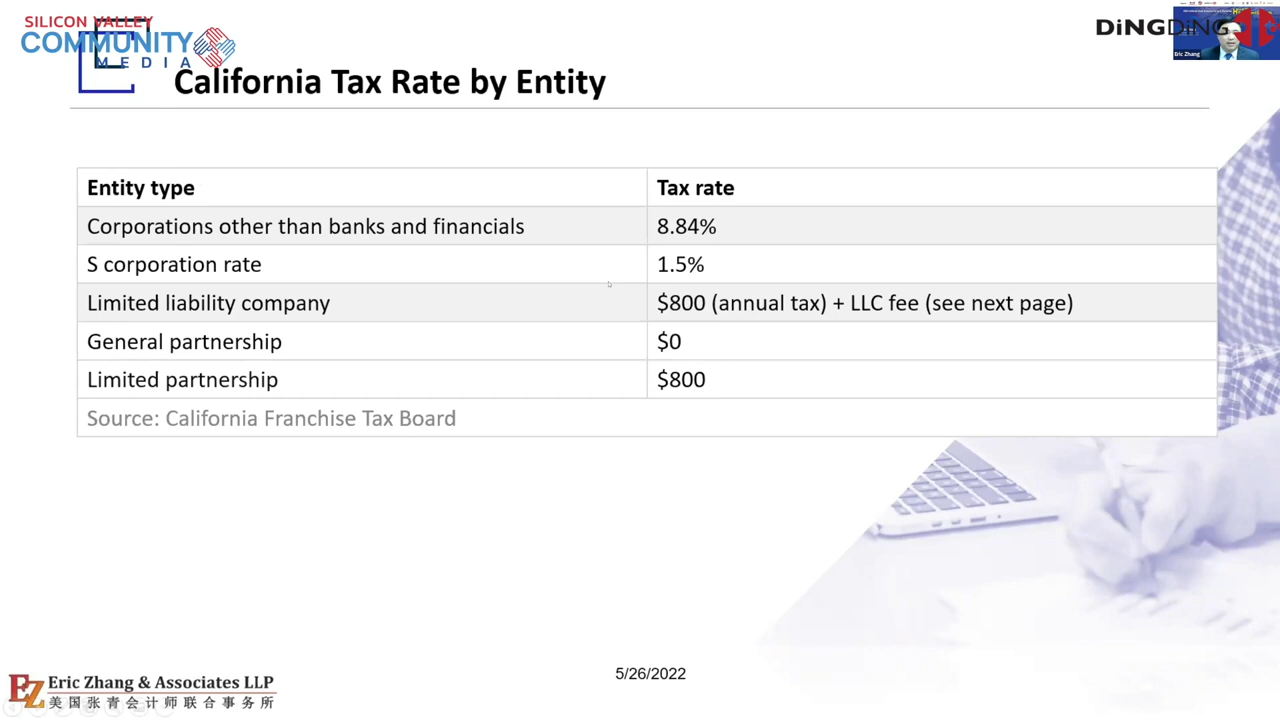 SILICON VALLEY
COMMUNITY
MEDIA
DiNGDiNG
Eric Zhang
California Tax Rate by Entity
Entity type Tax rate
Corporations other than banks and financials 8.84%
S corporation rate 1.5%
Limited liability company $800 (annual tax) + LLC fee (see next page)
General partnership $0
Limited partnership $800
Source: California Franchise Tax Board
5/26/2022
EZ Eric Zhang & Associates LLP
美国张青会计师联合事务所